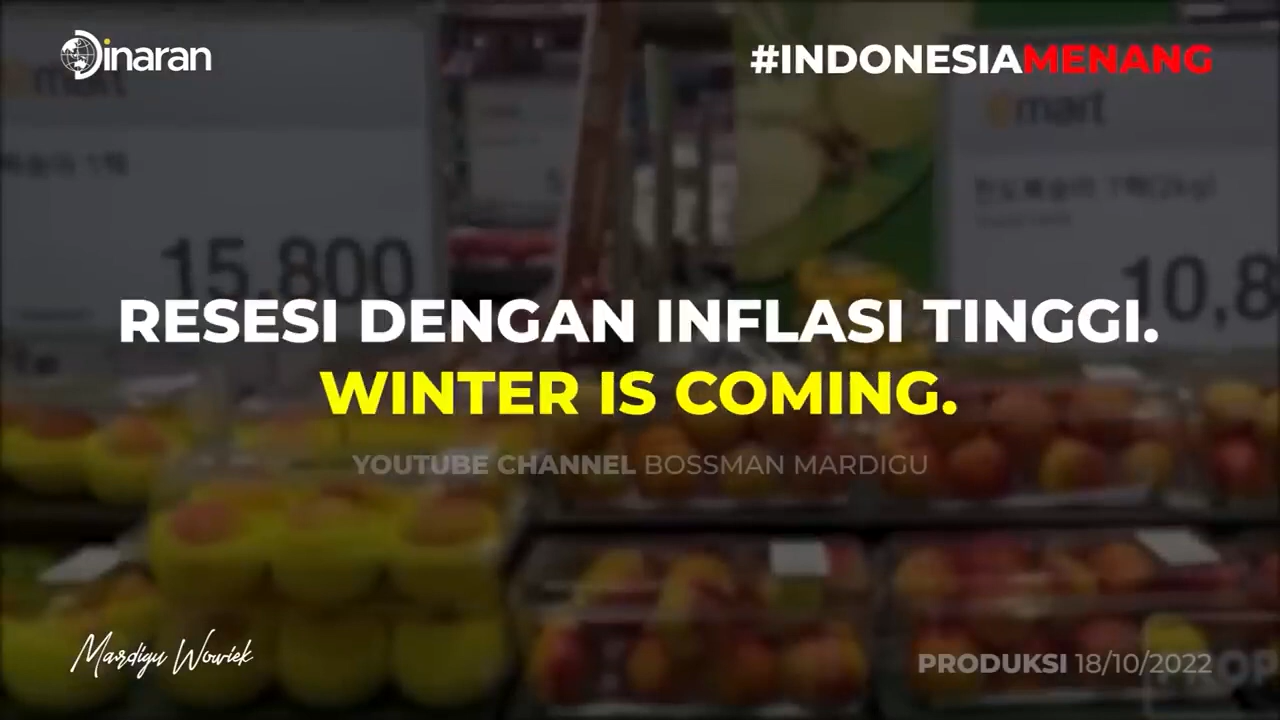 Dinaran
#INDONESIAMENANG
emart
15,800
10,8
RESESI DENGAN INFLASI TINGGI.
WINTER IS COMING.
YOUTUBE CHANNEL BOSSMAN MARDIGU
Mardigu Wowiek
PRODUKSI 18/10/2022